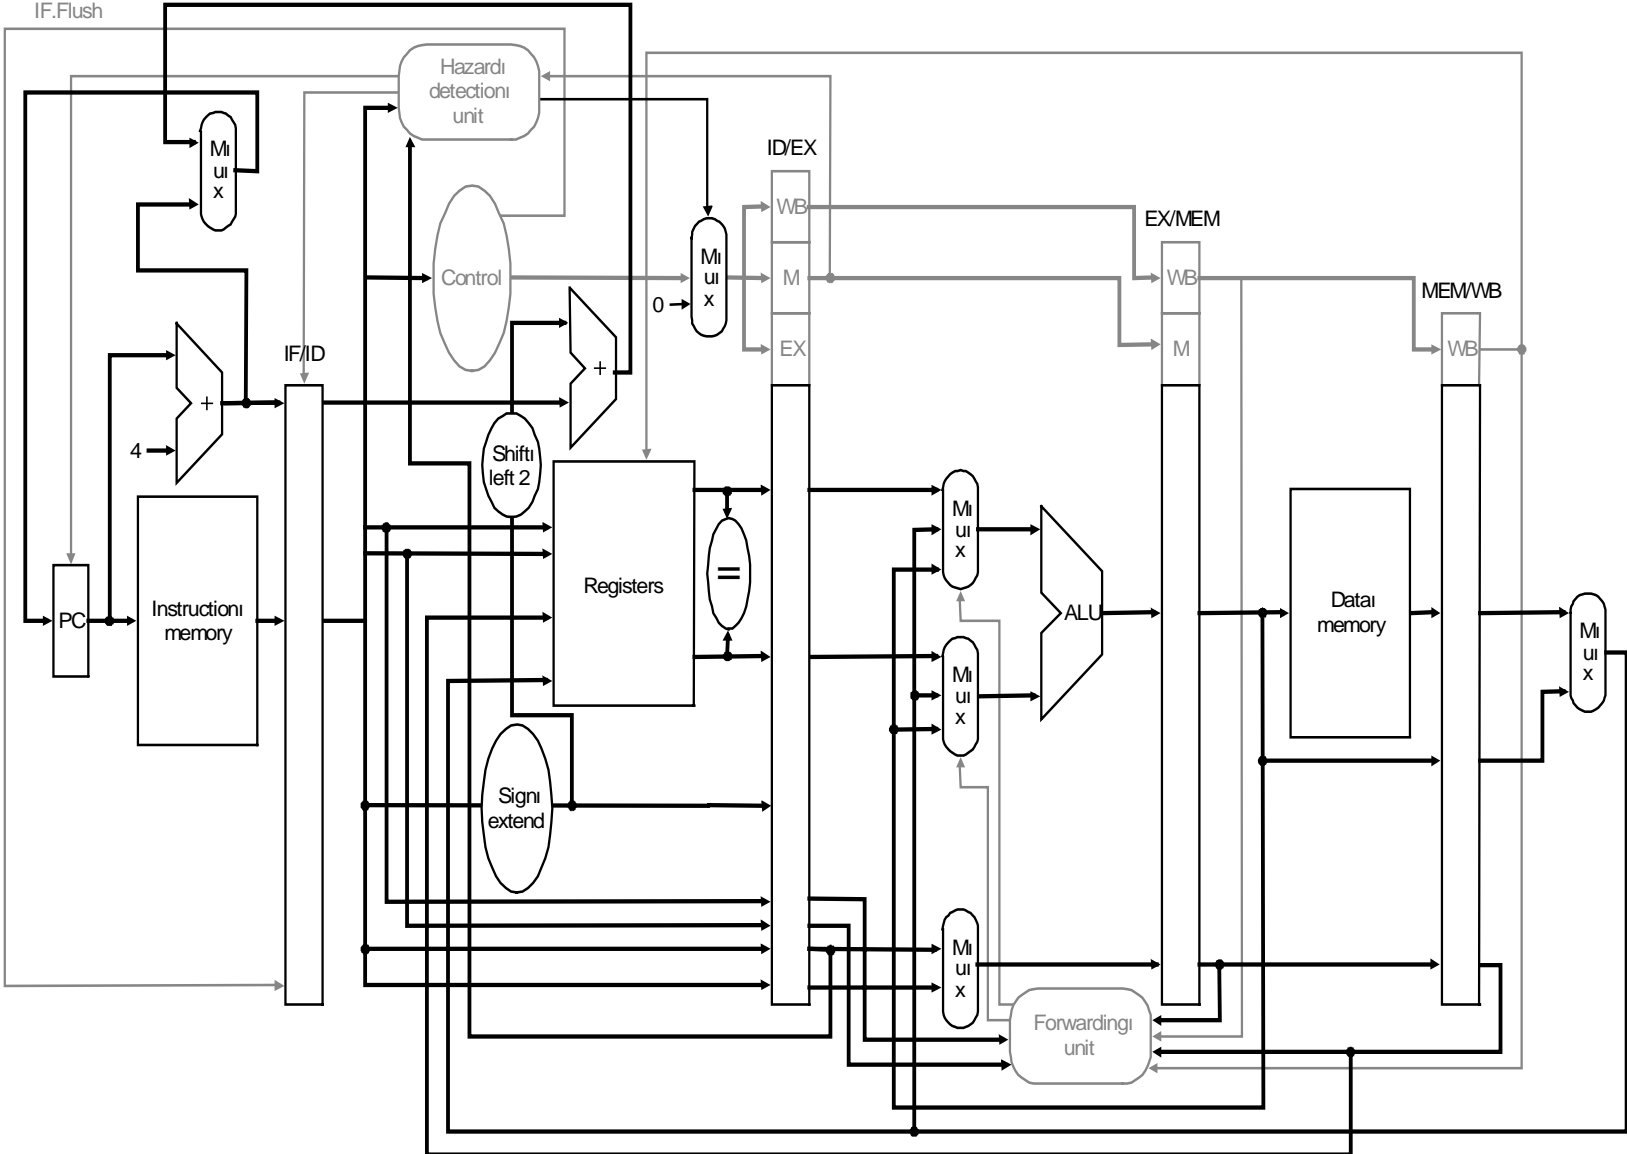 IF.Flush
Hazardı
detectionı
unit
Mı
uı
x
ID/EX
WB
EX/MEM
Control
Mı
uı
x
M
WB
MEM/WB
0
IF/ID
EX
M
WB
+
+
4
Shiftı
left 2
Mı
uı
x
PC
Instructionı
memory
Registers
=
ALU
Dataı
memory
Mı
uı
x
Mı
uı
x
Signı
extend
Mı
uı
x
Forwardingı
unit